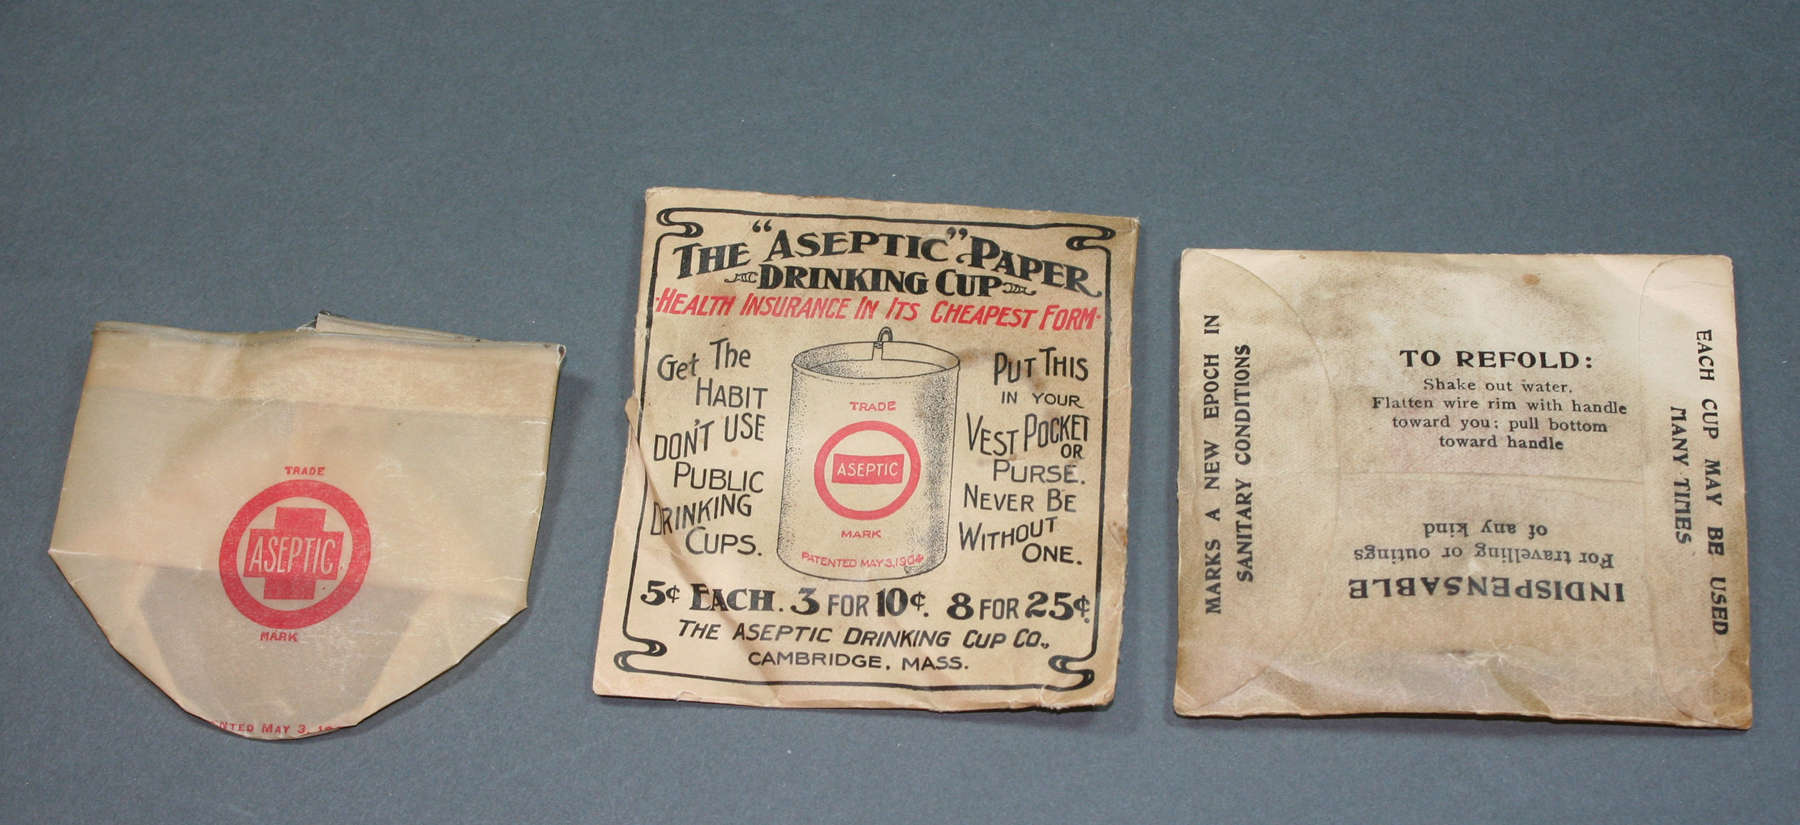 TRADE
ASEPTIC
MARK
MAY 3,
THE "ASEPTIC" PAPER
DRINKING CUP
HEALTH INSURANCE IN ITS CHEAPEST FORM
Get The
HABIT
DON'T USE
PUBLIC
DRINKING
CUPS.
TRADE
ASEPTIC
MARK
PATENTED MAY 3, 1904
PUT THIS
IN YOUR
VEST POCKET
OR
PURSE.
NEVER BE
WITHOUT
ONE.
5¢ EACH. 3 FOR 10¢. 8 FOR 25¢.
THE ASEPTIC DRINKING CUP CO.,
CAMBRIDGE, MASS.
MARKS A NEW EPOCH IN
SANITARY CONDITIONS
TO REFOLD:
Shake out water.
Flatten wire rim with handle
toward you; pull bottom
toward handle
INDISPENSABLE
For travelling or outings
of any kind
EACH CUP MAY BE USED
MANY TIMES